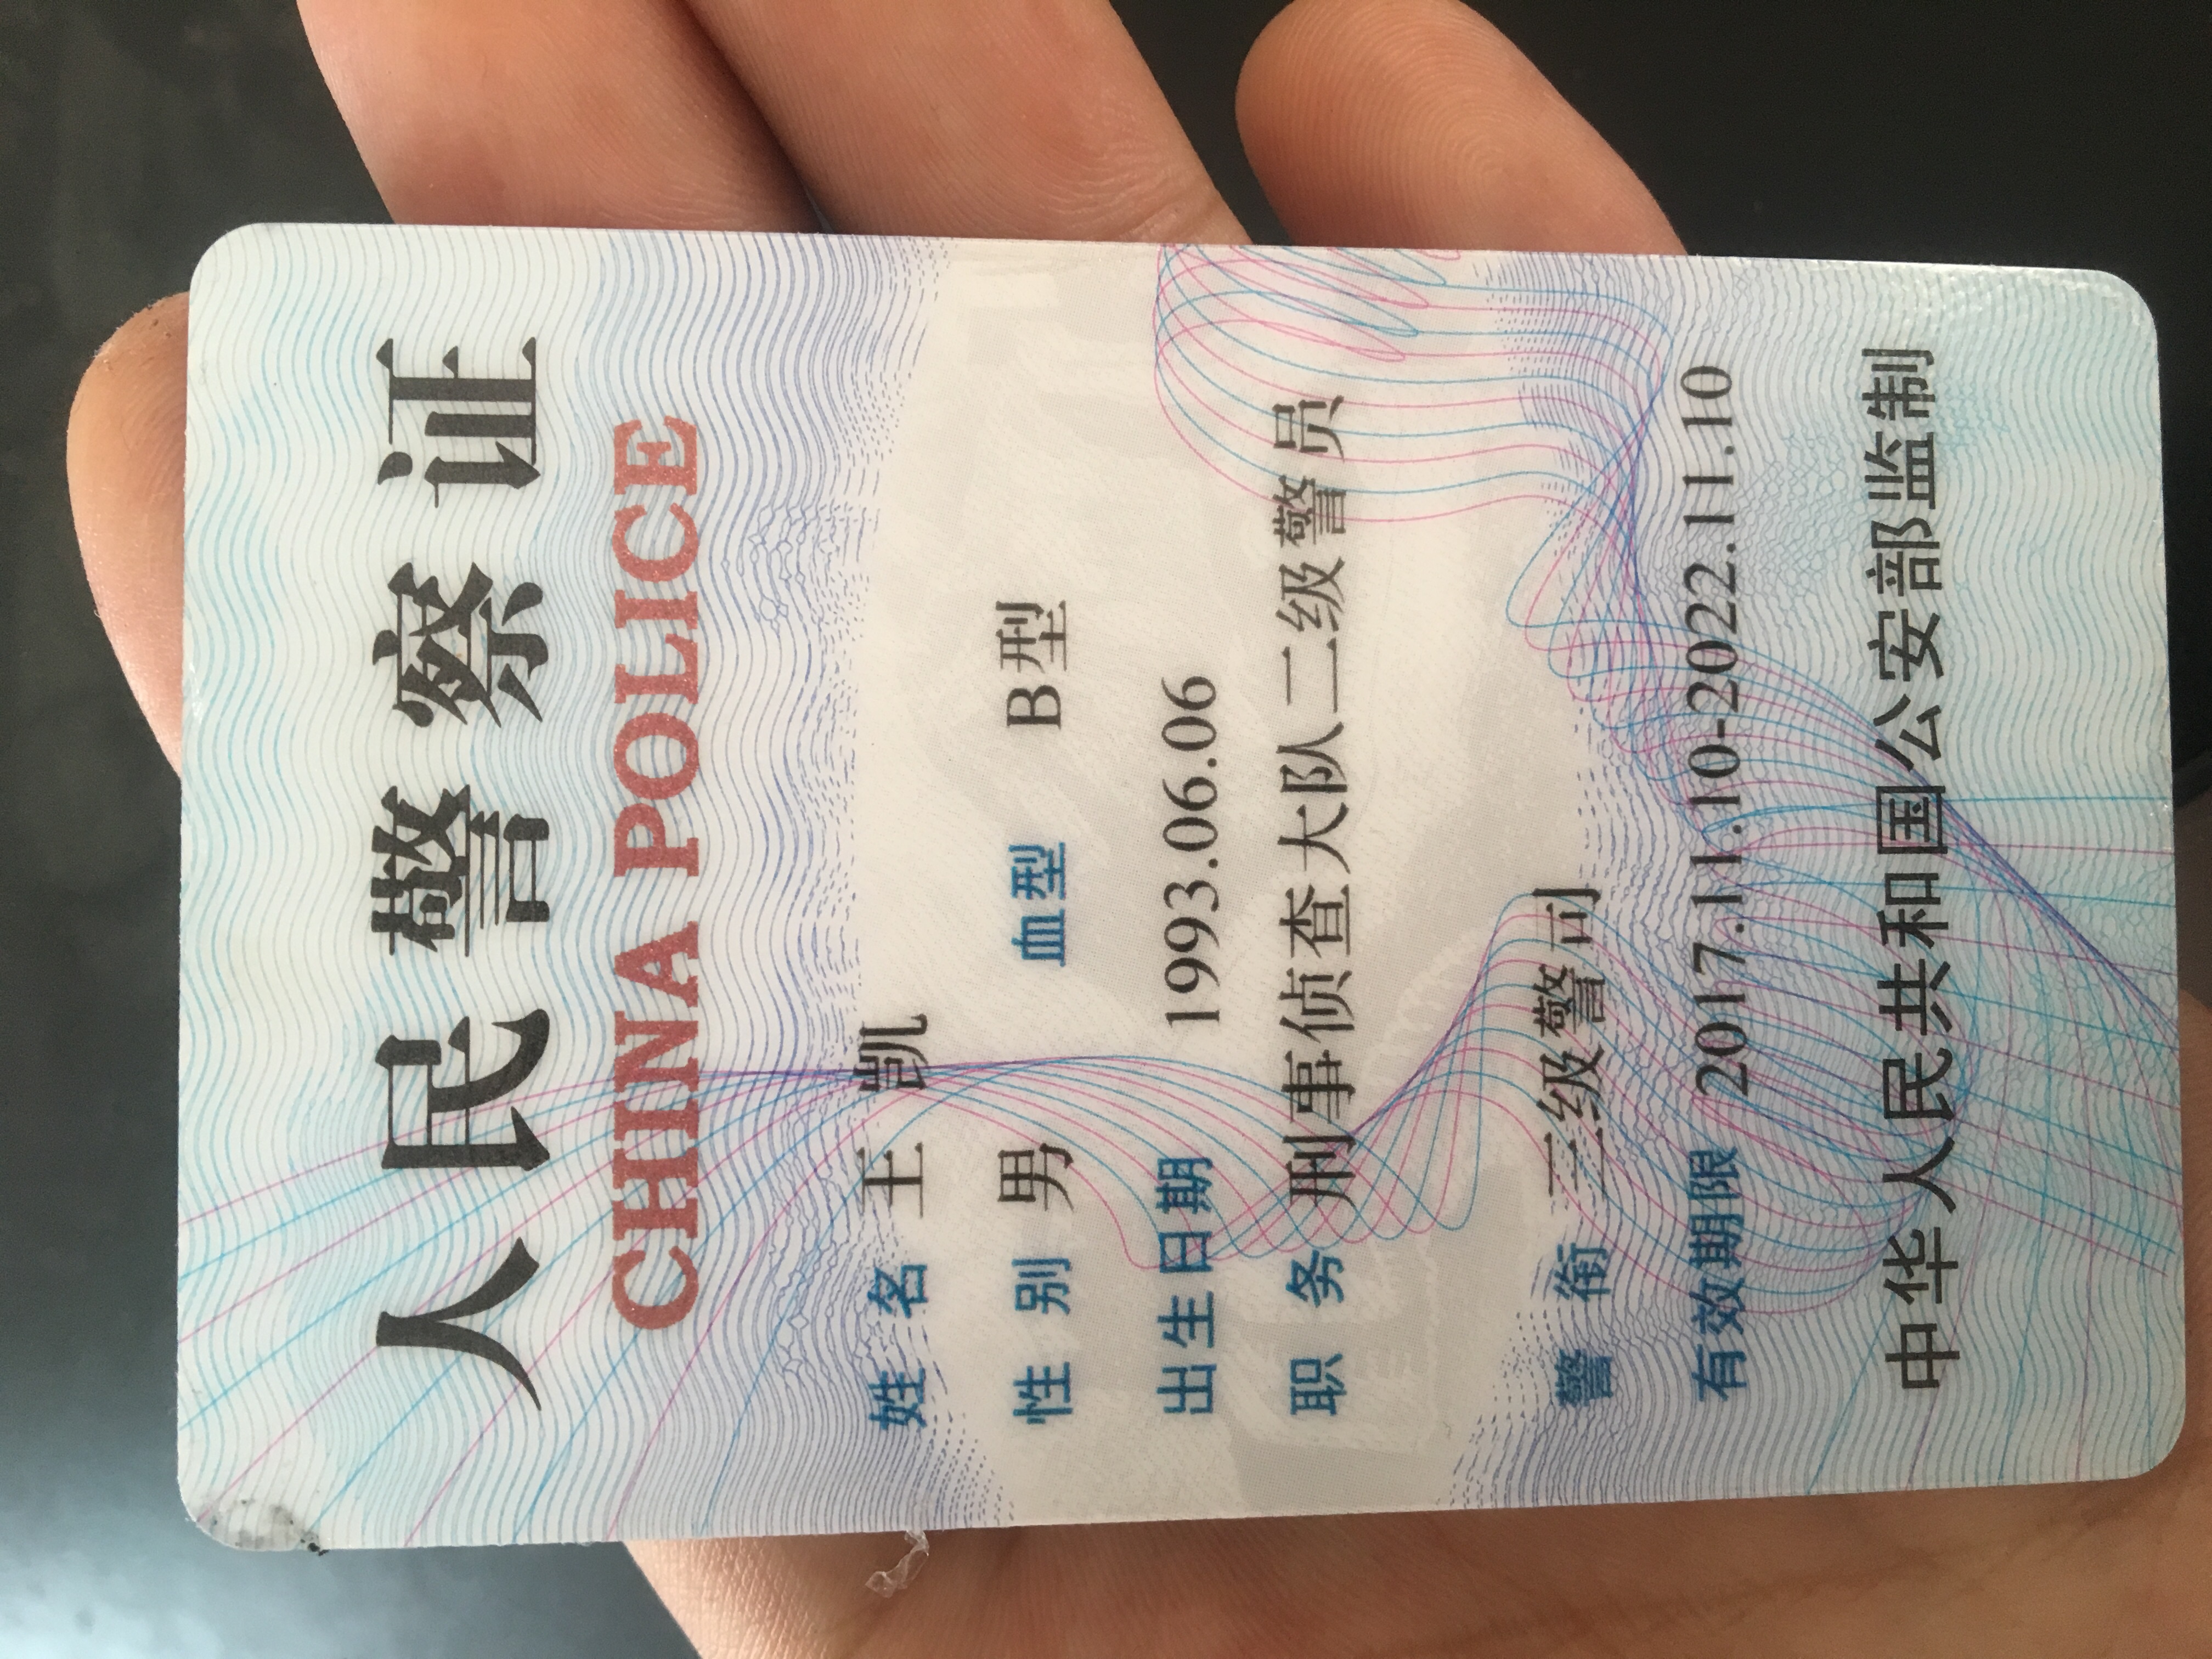 人民警察证
CHINA POLICE
姓 名 王 凯
性 别 男 血型 B型
出生日期 1993.06.06
职 务 刑事侦查大队二级警员
警 衔 三级警司
有效期限 2017.11.10-2022.11.10
中华人民共和国公安部监制